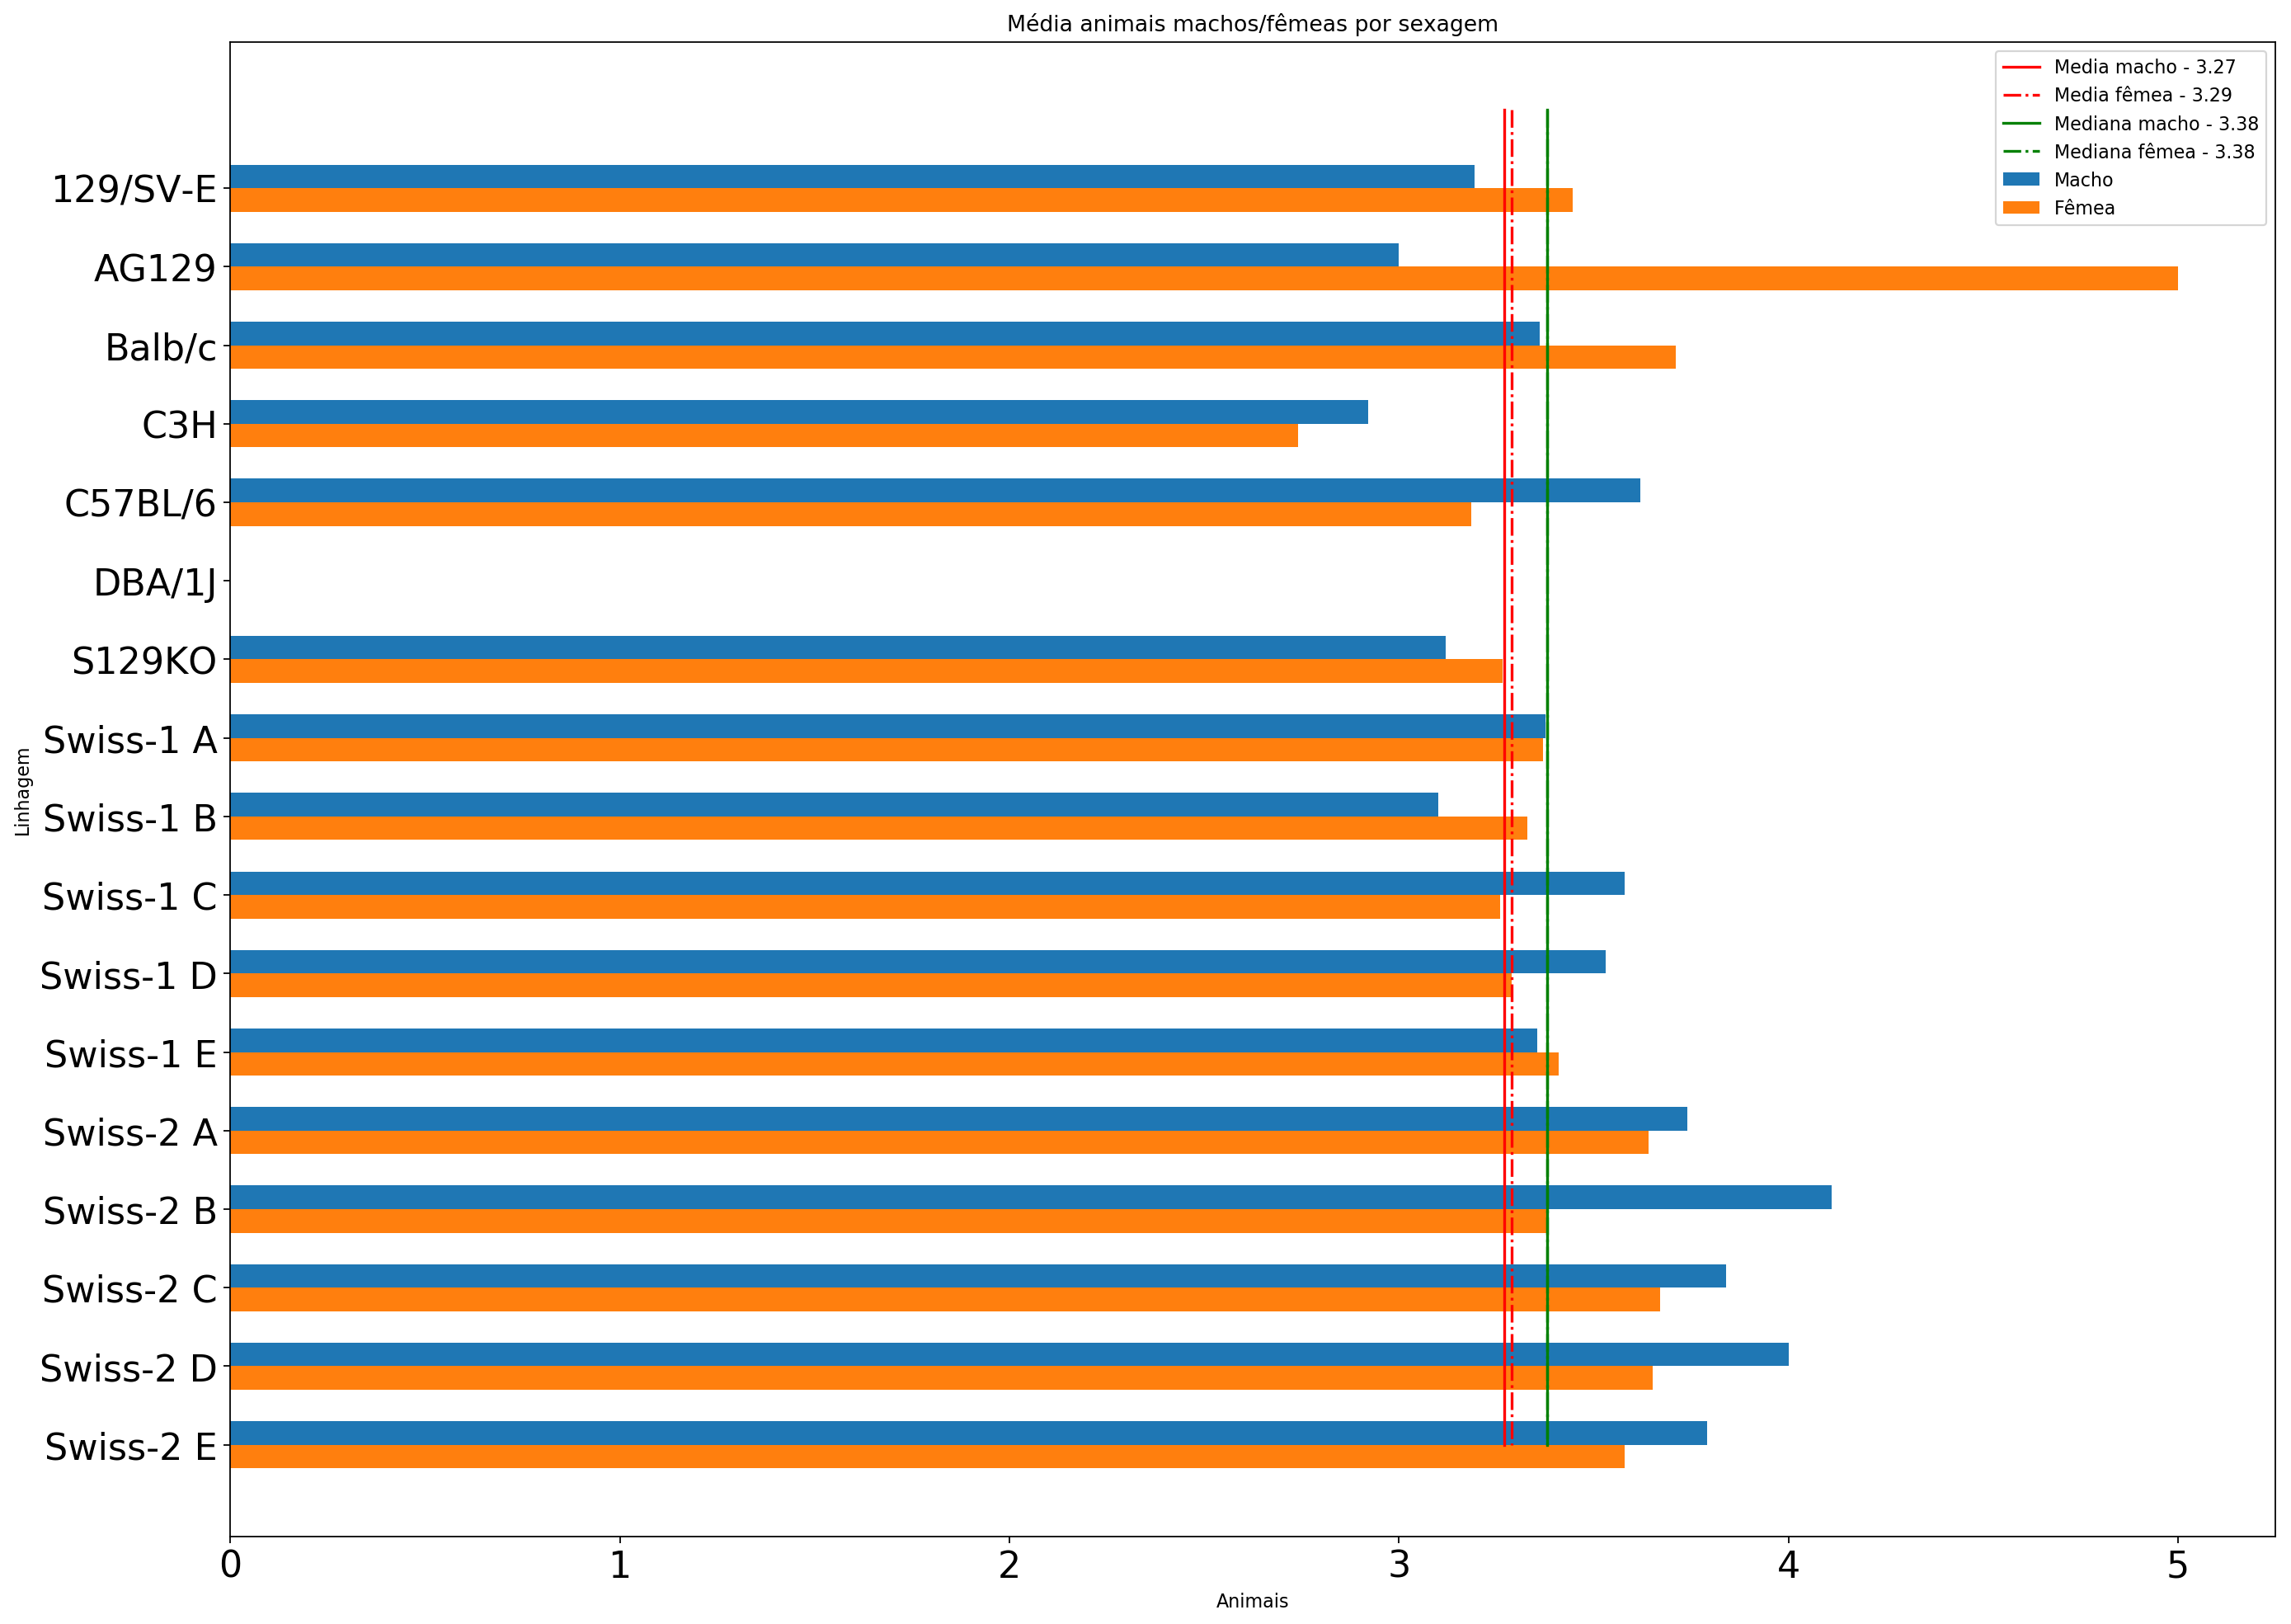 Média animais machos/fêmeas por sexagem
Media macho - 3.27
Media fêmea - 3.29
Mediana macho - 3.38
Mediana fêmea - 3.38
Macho
Fêmea
Linhagem
129/SV-E
AG129
Balb/c
C3H
C57BL/6
DBA/1J
S129KO
Swiss-1 A
Swiss-1 B
Swiss-1 C
Swiss-1 D
Swiss-1 E
Swiss-2 A
Swiss-2 B
Swiss-2 C
Swiss-2 D
Swiss-2 E
0 1 2 3 4 5
Animais